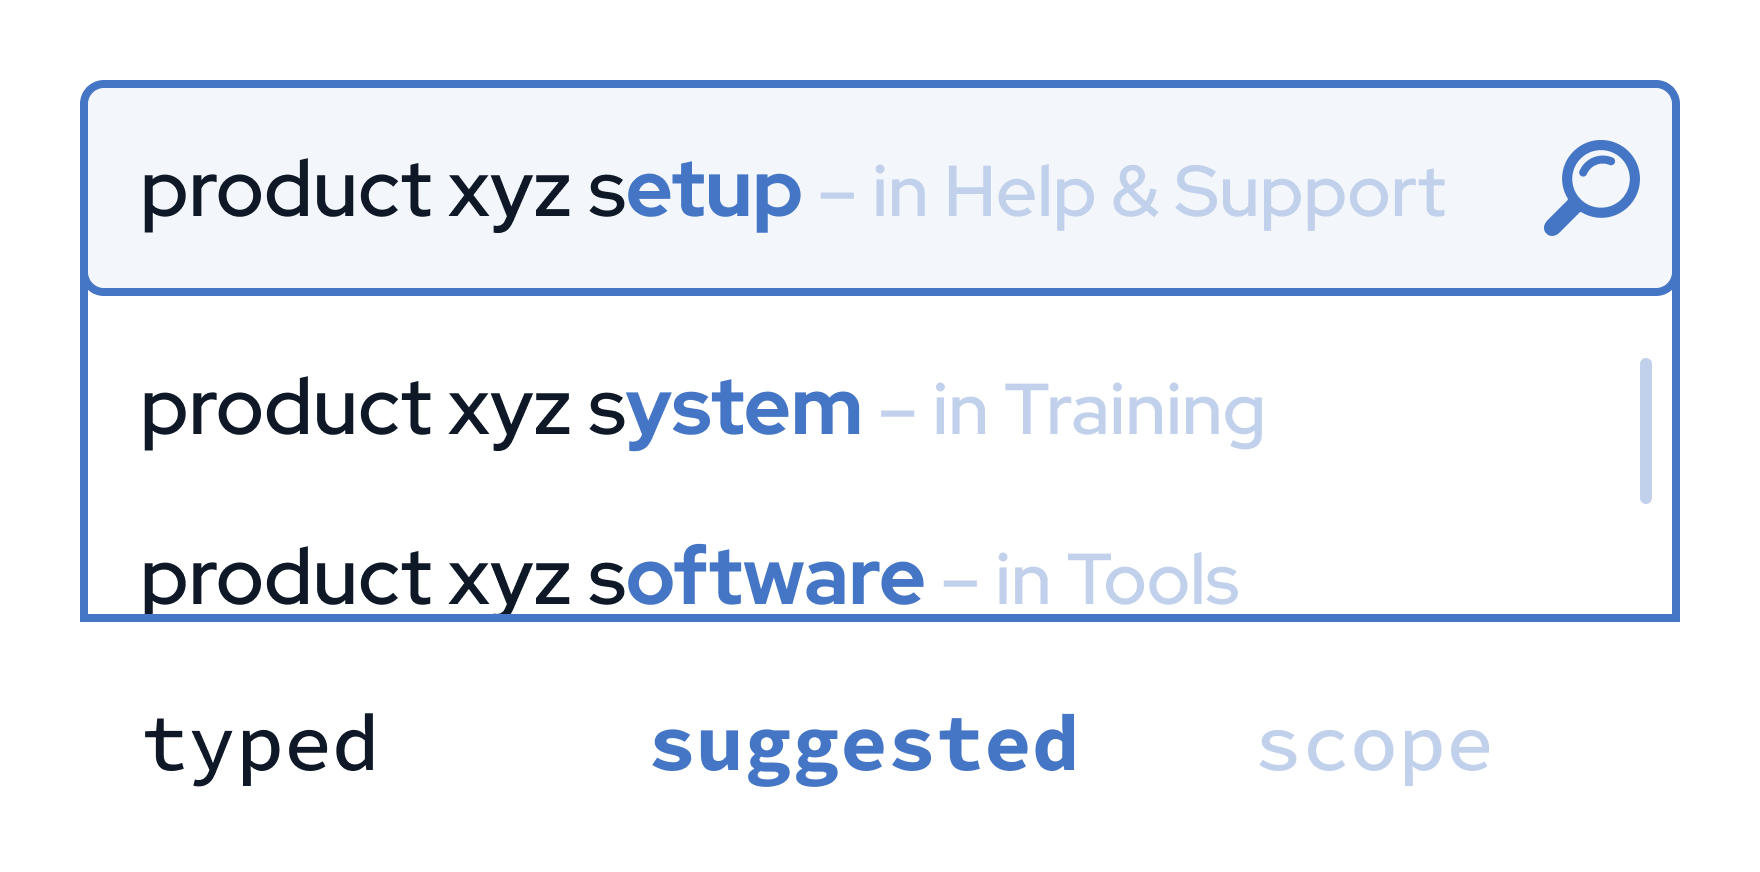 product xyz setup – in Help & Support
product xyz system – in Training
product xyz software – in Tools
typed suggested scope